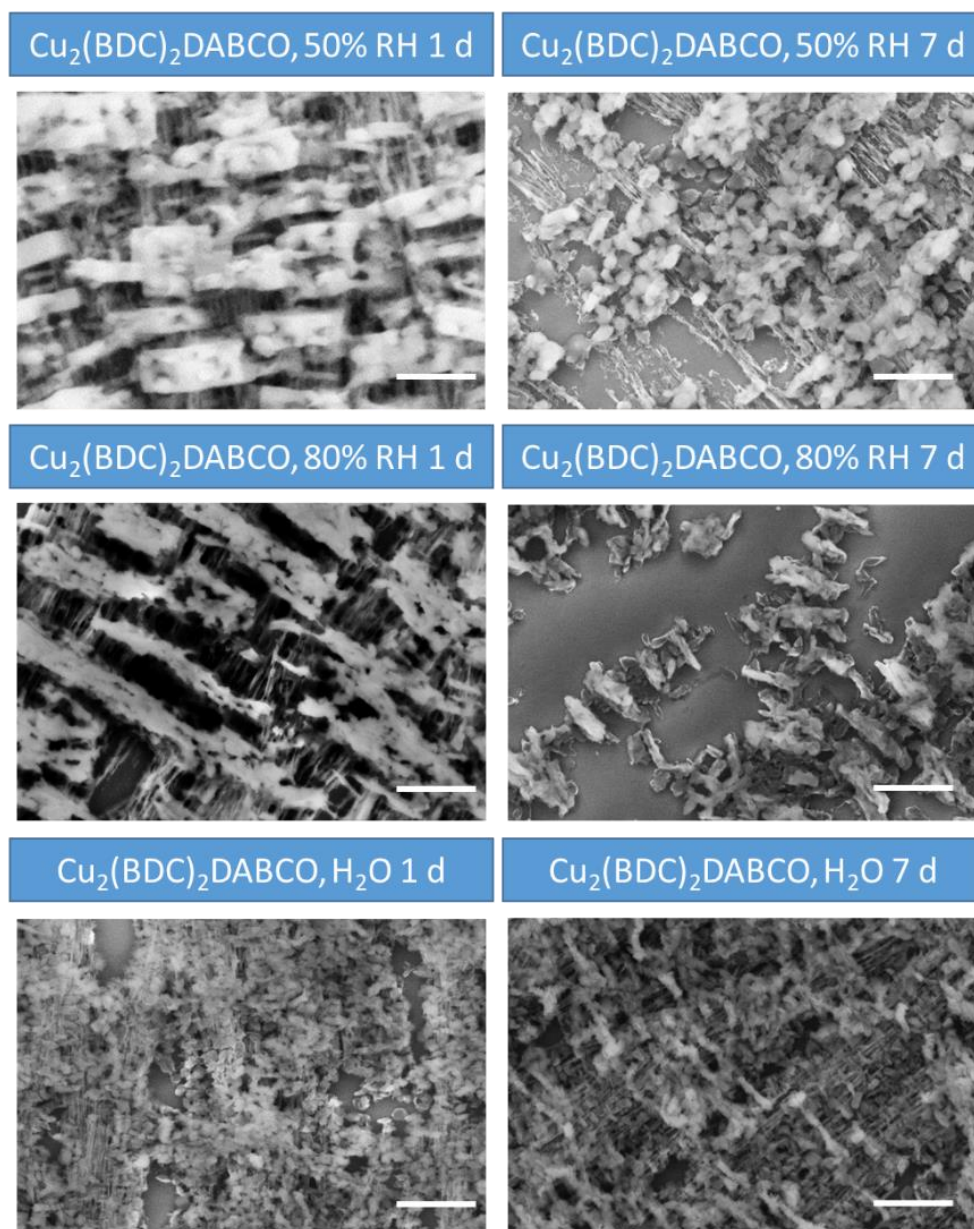 Cu₂(BDC)₂DABCO, 50% RH 1 d
Cu₂(BDC)₂DABCO, 50% RH 7 d
Cu₂(BDC)₂DABCO, 80% RH 1 d
Cu₂(BDC)₂DABCO, 80% RH 7 d
Cu₂(BDC)₂DABCO, H₂O 1 d
Cu₂(BDC)₂DABCO, H₂O 7 d